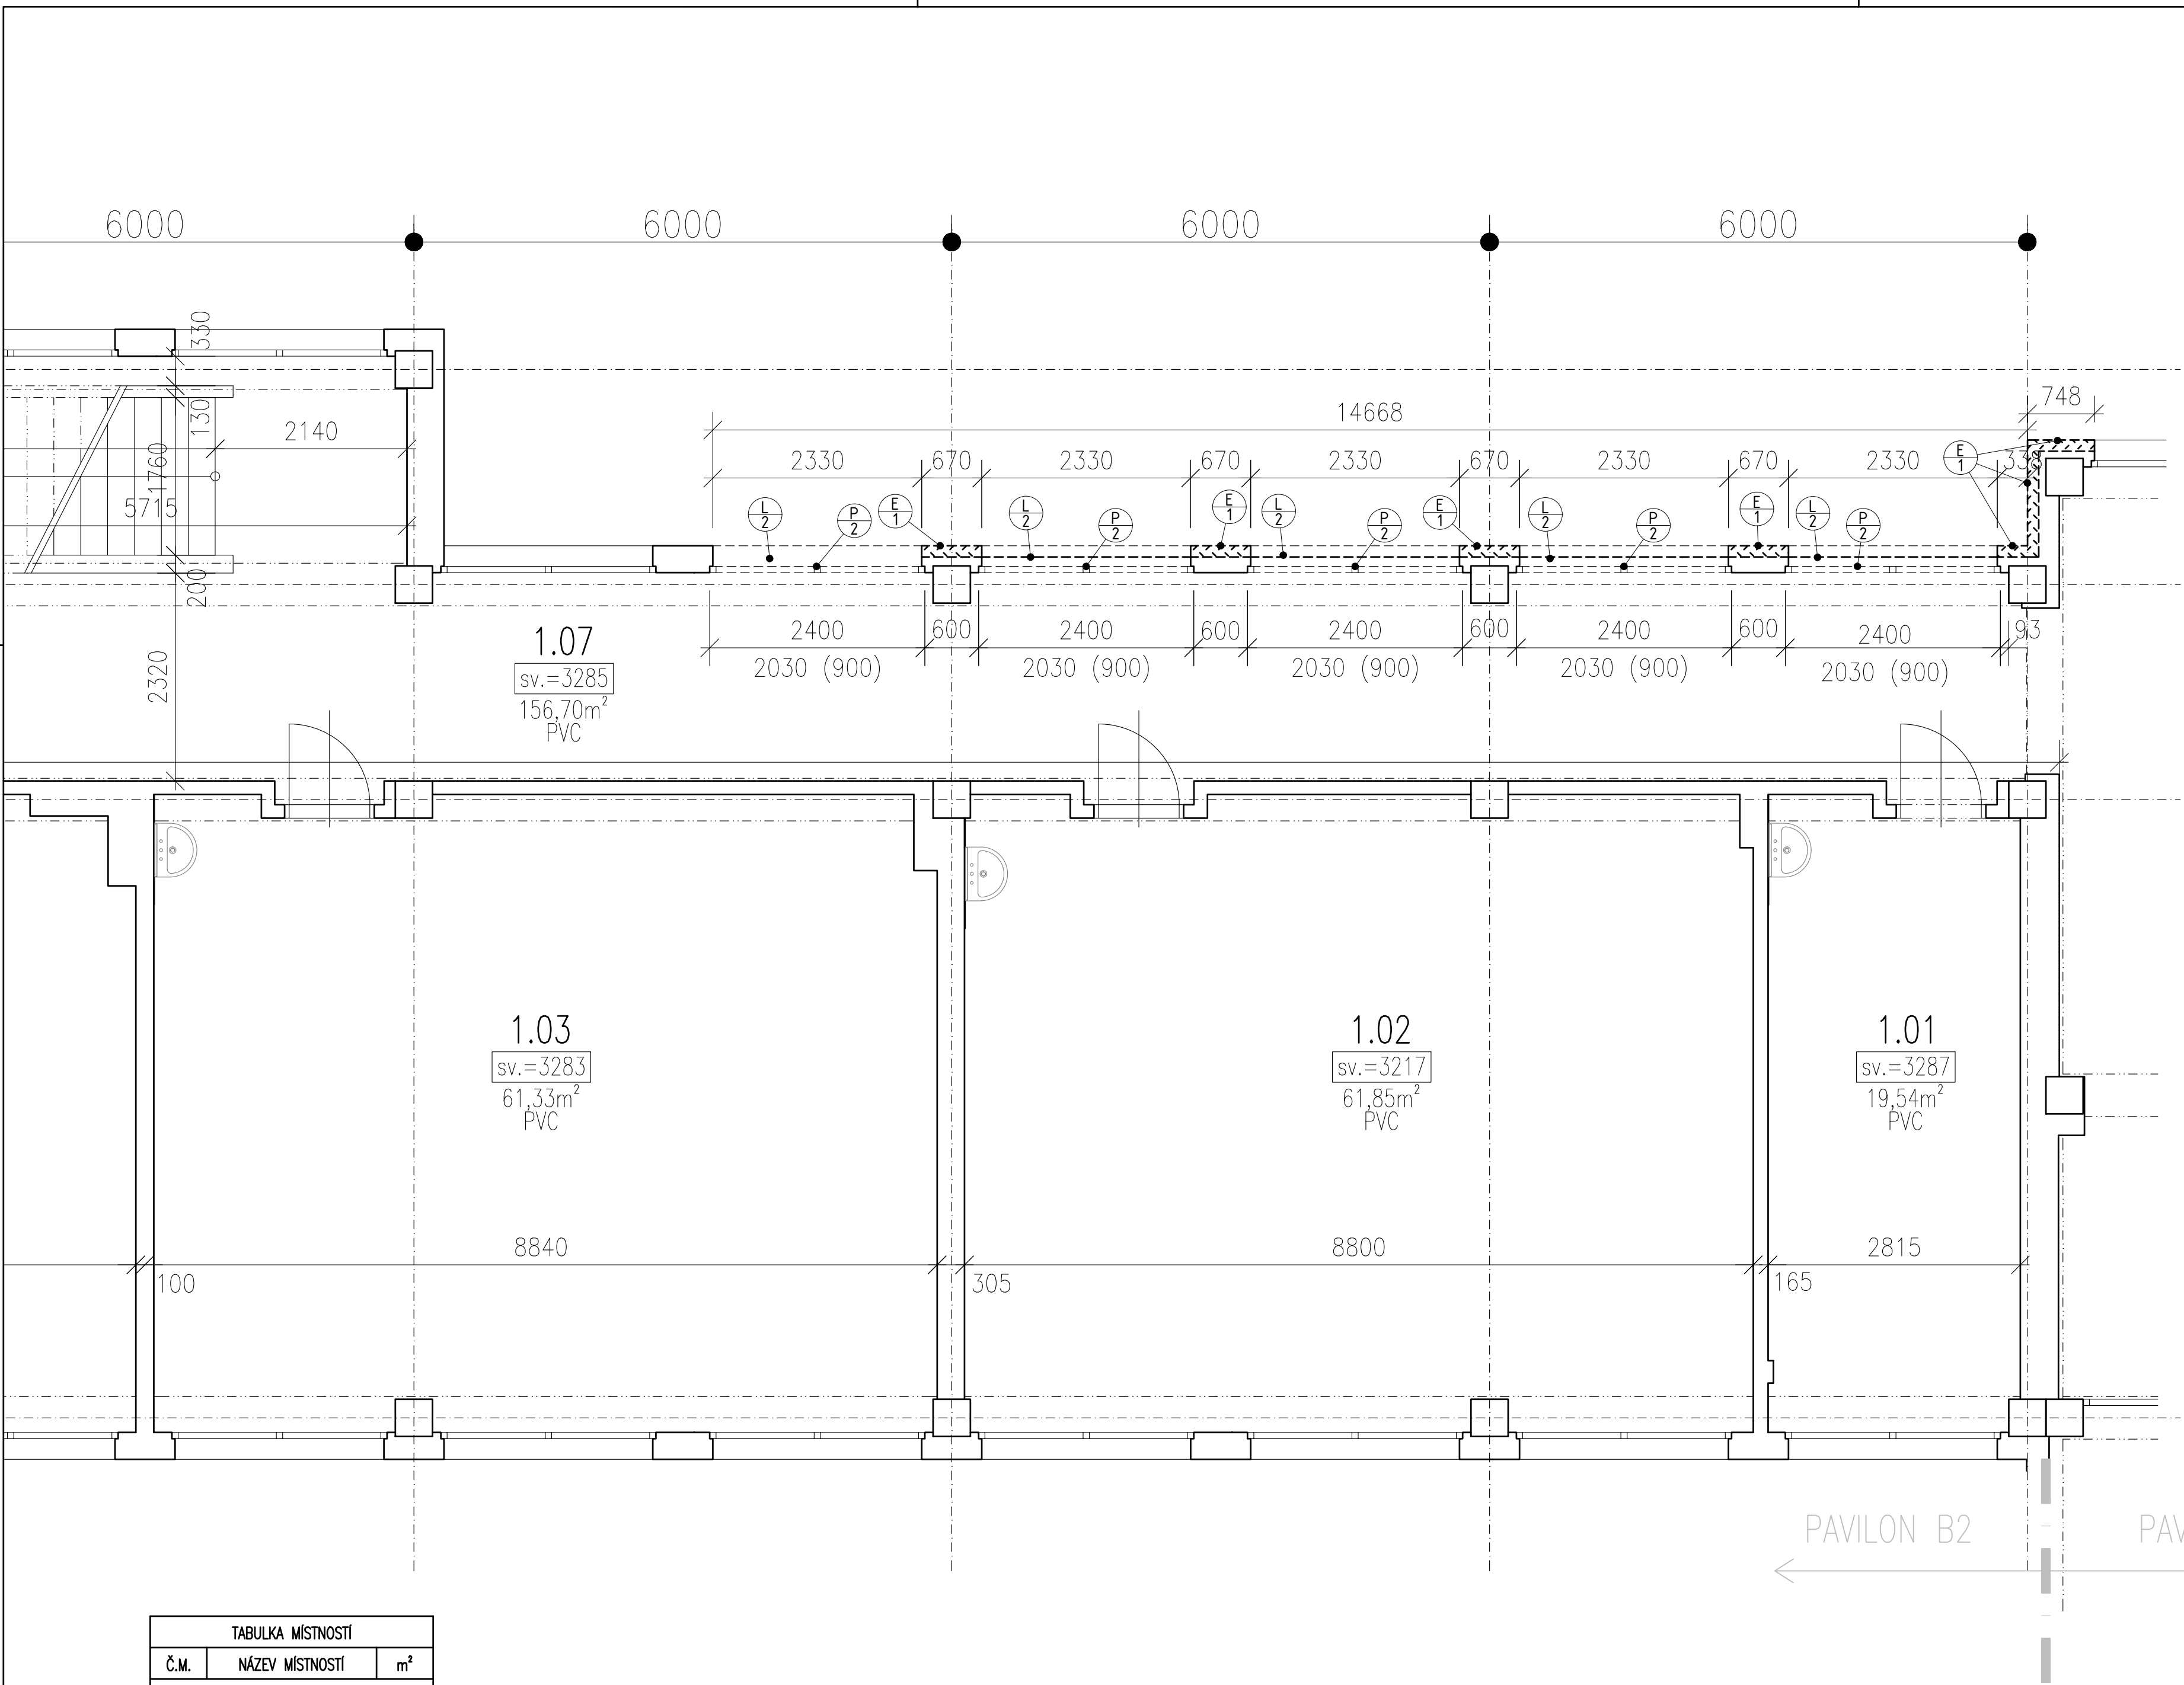 6000 6000 6000 6000
330
748
14668
130
2140
2330 670 2330 670 2330 670 2330 670 2330 338
1760
5715
L 2
P 2
E 1
L 2
P 2
E 1
L 2
P 2
E 1
L 2
P 2
E 1
L 2
P 2
E 1
200
2400 600 2400 600 2400 600 2400 600 2400 93
2030 (900) 2030 (900) 2030 (900) 2030 (900) 2030 (900)
2320
1.07
sv.=3285
156,70m²
PVC
1.03
sv.=3283
61,33m²
PVC
1.02
sv.=3217
61,85m²
PVC
1.01
sv.=3287
19,54m²
PVC
8840 8800 2815
100 305 165
PAVILON B2 PAV
TABULKA MÍSTNOSTÍ
Č.M. NÁZEV MÍSTNOSTÍ m²